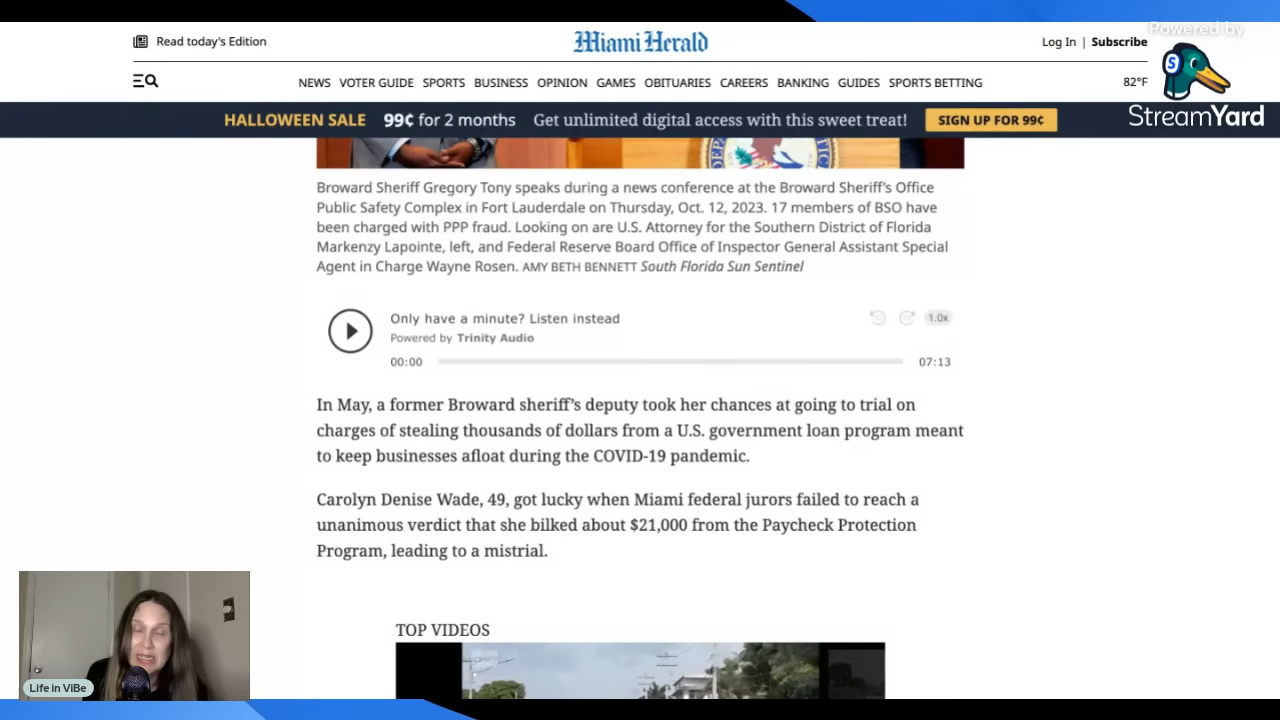 Powered by
StreamYard
Read today's Edition
Miami Herald
Log In | Subscribe
NEWS VOTER GUIDE SPORTS BUSINESS OPINION GAMES OBITUARIES CAREERS BANKING GUIDES SPORTS BETTING
82°F
HALLOWEEN SALE 99¢ for 2 months Get unlimited digital access with this sweet treat! SIGN UP FOR 99¢
Broward Sheriff Gregory Tony speaks during a news conference at the Broward Sheriff's Office
Public Safety Complex in Fort Lauderdale on Thursday, Oct. 12, 2023. 17 members of BSO have
been charged with PPP fraud. Looking on are U.S. Attorney for the Southern District of Florida
Markenzy Lapointe, left, and Federal Reserve Board Office of Inspector General Assistant Special
Agent in Charge Wayne Rosen. AMY BETH BENNETT South Florida Sun Sentinel
Only have a minute? Listen instead
Powered by Trinity Audio
1.0x
00:00
07:13
In May, a former Broward sheriff's deputy took her chances at going to trial on
charges of stealing thousands of dollars from a U.S. government loan program meant
to keep businesses afloat during the COVID-19 pandemic.
Carolyn Denise Wade, 49, got lucky when Miami federal jurors failed to reach a
unanimous verdict that she bilked about $21,000 from the Paycheck Protection
Program, leading to a mistrial.
TOP VIDEOS
Life in ViBe